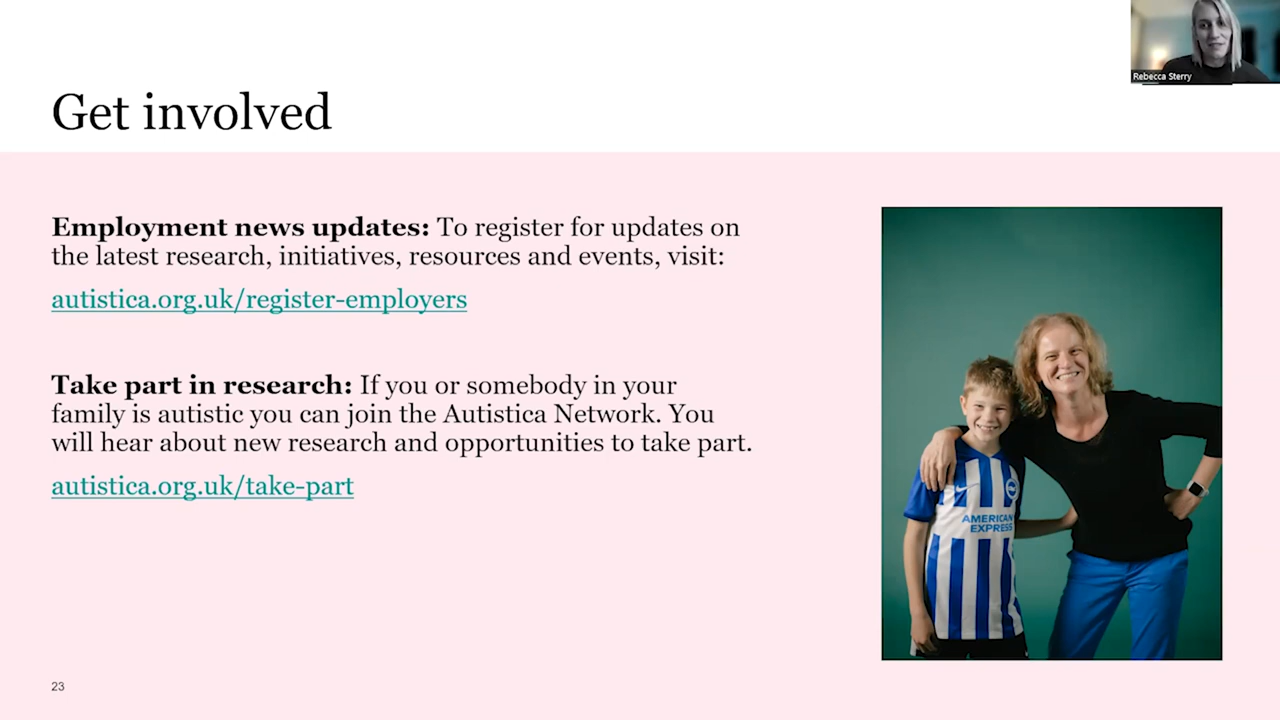 Rebecca Sterry
Get involved
Employment news updates: To register for updates on
the latest research, initiatives, resources and events, visit:
autistica.org.uk/register-employers
Take part in research: If you or somebody in your
family is autistic you can join the Autistica Network. You
will hear about new research and opportunities to take part.
autistica.org.uk/take-part
AMERICAN
EXPRESS
23